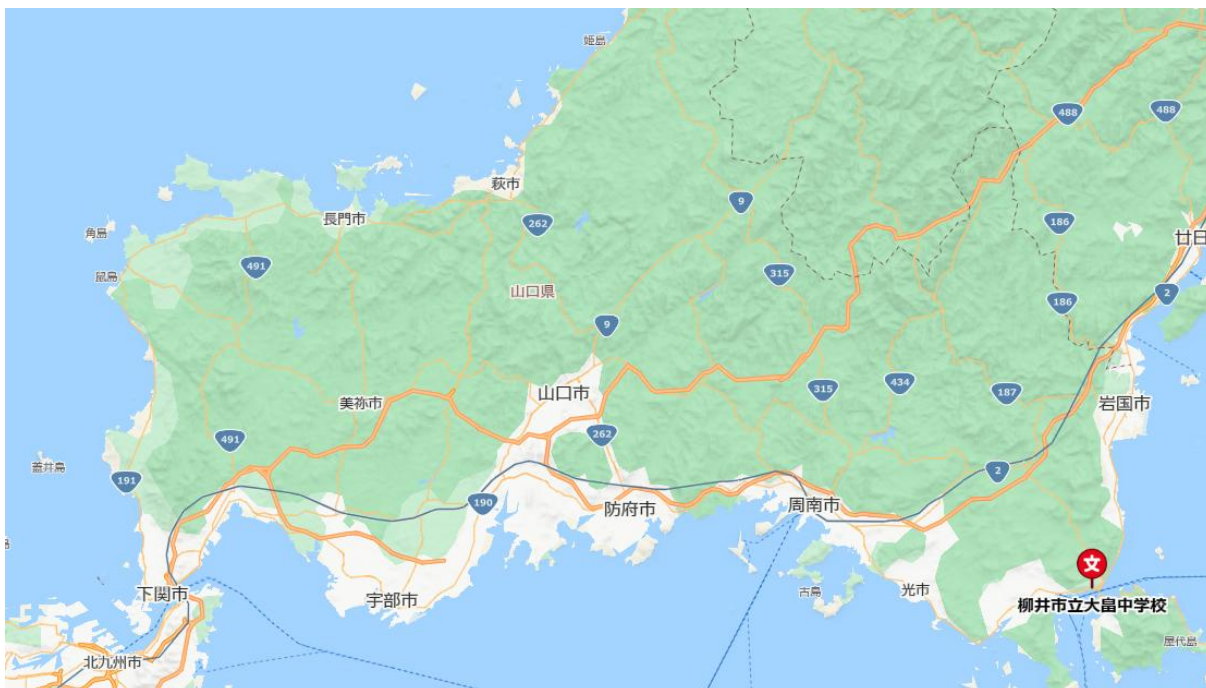 姫島
488
488
萩市
9
長門市
262
186
角島
廿日
491
315
鼠島
山口県
2
186
9
山口市
315
434
187
美祢市
岩国市
491
262
蓋井島
191
2
190
防府市
周南市
文
下関市
古島
光市
宇部市
柳井市立大畠中学校
屋代島
北九州市